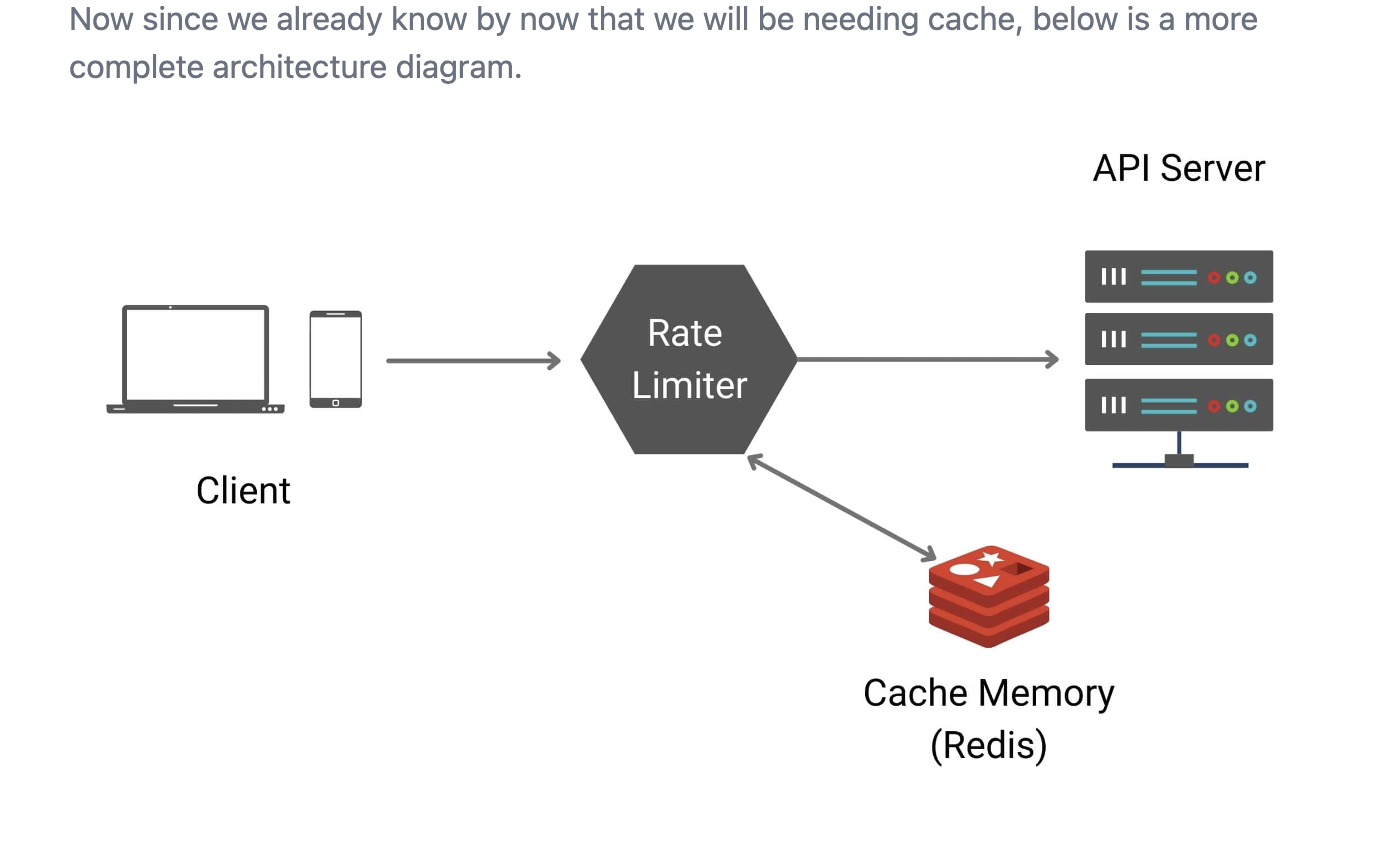 Now since we already know by now that we will be needing cache, below is a more
complete architecture diagram.
API Server
Rate
Limiter
Client
Cache Memory
(Redis)